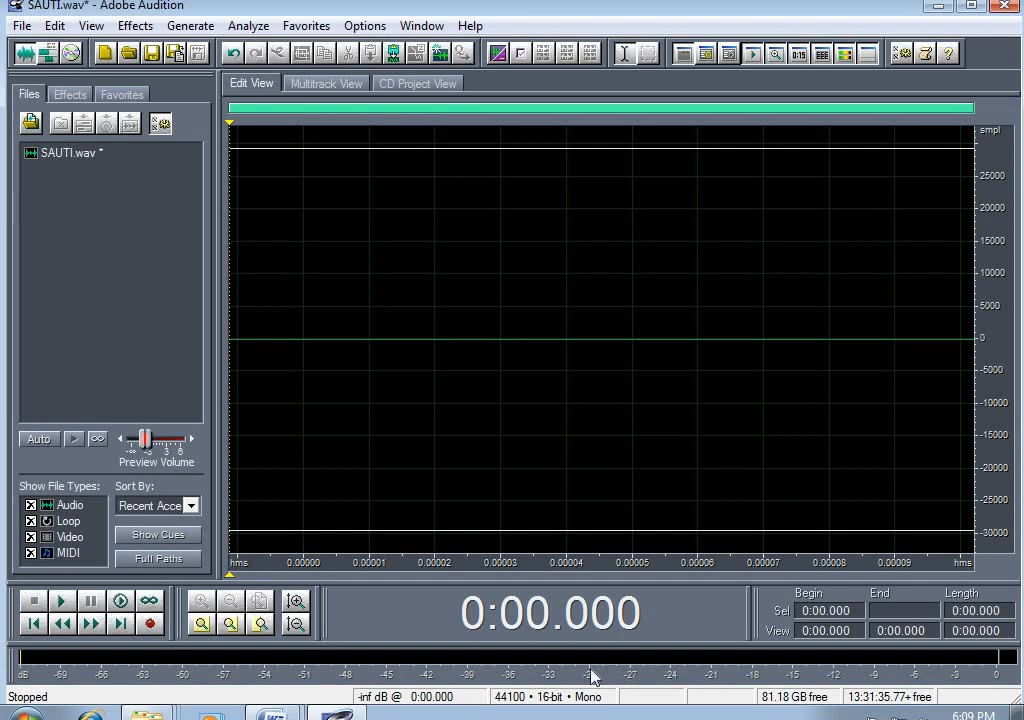 SAUTI.wav* - Adobe Audition
File Edit View Effects Generate Analyze Favorites Options Window Help
Edit View Multitrack View CD Project View
Files Effects Favorites
SAUTI.wav *
smpl
25000
20000
15000
10000
5000
0
-5000
-10000
-15000
-20000
-25000
-30000
hms 0.00000 0.00001 0.00002 0.00003 0.00004 0.00005 0.00006 0.00007 0.00008 0.00009 hms
Auto
-∞ -3 3 6
Preview Volume
Show File Types: Sort By:
Audio Recent Acce
Loop
Video Show Cues
MIDI Full Paths
0:00.000
Begin End Length
Sel 0:00.000 0:00.000
View 0:00.000 0:00.000 0:00.000
dB -69 -66 -63 -60 -57 -54 -51 -48 -45 -42 -39 -36 -33 -27 -24 -21 -18 -15 -12 -9 -6 -3 0
Stopped -inf dB @ 0:00.000 44100 • 16-bit • Mono 81.18 GB free 13:31:35.77+ free
6:09 PM